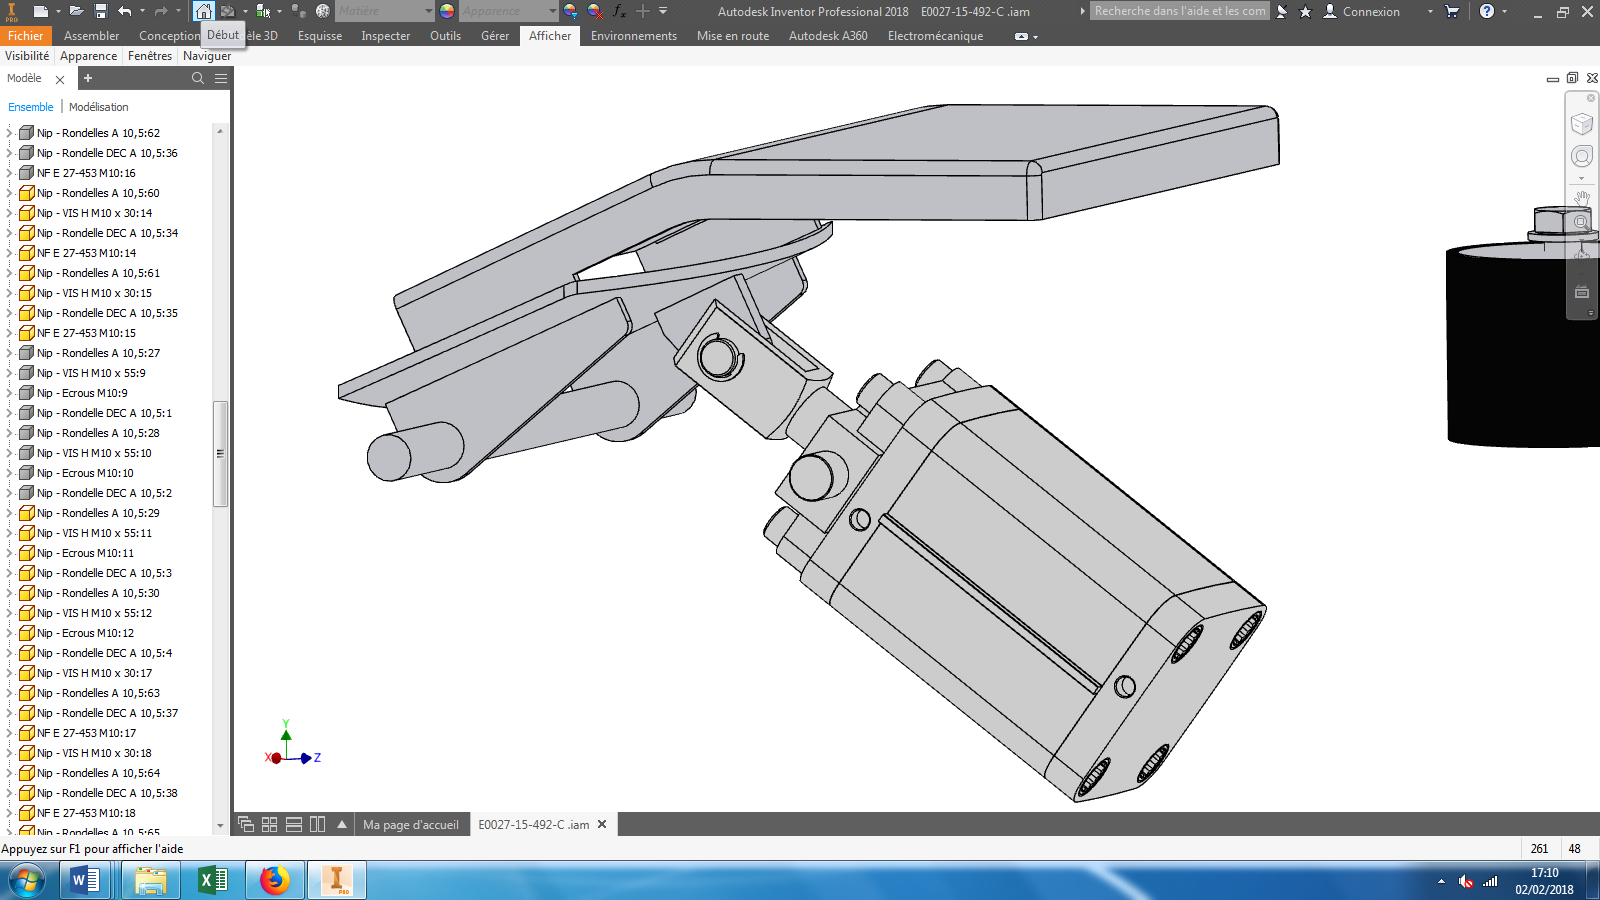 I PRO Matière Apparence fx Autodesk Inventor Professional 2018 E0027-15-492-C .iam Recherche dans l'aide et les com Connexion
Fichier Assembler Conception Début èle 3D Esquisse Inspecter Outils Gérer Afficher Environnements Mise en route Autodesk A360 Electromécanique
Visibilité Apparence Fenêtres Naviguer
Modèle
Ensemble Modélisation
Nip - Rondelles A 10,5:62
Nip - Rondelle DEC A 10,5:36
NF E 27-453 M10:16
Nip - Rondelles A 10,5:60
Nip - VIS H M10 x 30:14
Nip - Rondelle DEC A 10,5:34
NF E 27-453 M10:14
Nip - Rondelles A 10,5:61
Nip - VIS H M10 x 30:15
Nip - Rondelle DEC A 10,5:35
NF E 27-453 M10:15
Nip - Rondelles A 10,5:27
Nip - VIS H M10 x 55:9
Nip - Ecrous M10:9
Nip - Rondelle DEC A 10,5:1
Nip - Rondelles A 10,5:28
Nip - VIS H M10 x 55:10
Nip - Ecrous M10:10
Nip - Rondelle DEC A 10,5:2
Nip - Rondelles A 10,5:29
Nip - VIS H M10 x 55:11
Nip - Ecrous M10:11
Nip - Rondelle DEC A 10,5:3
Nip - Rondelles A 10,5:30
Nip - VIS H M10 x 55:12
Nip - Ecrous M10:12
Nip - Rondelle DEC A 10,5:4
Nip - VIS H M10 x 30:17
Nip - Rondelles A 10,5:63
Nip - Rondelle DEC A 10,5:37
NF E 27-453 M10:17
Nip - VIS H M10 x 30:18
Nip - Rondelles A 10,5:64
Nip - Rondelle DEC A 10,5:38
NF E 27-453 M10:18
Nip - Rondelles A 10,5:65
Y
X Z
Ma page d'accueil E0027-15-492-C .iam
Appuyez sur F1 pour afficher l'aide 261 48
17:10
02/02/2018